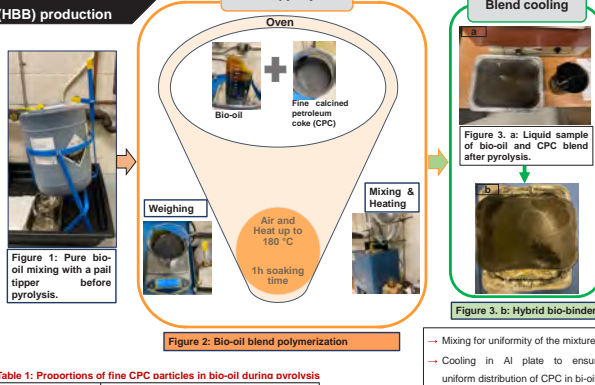 (HBB) production
Blend cooling
Oven
Bio-oil
Fine calcined
petroleum
coke (CPC)
Weighing
Mixing &
Heating
Air and
Heat up to
180 °C
1h soaking
time
Figure 1: Pure bio-
oil mixing with a pail
tipper before
pyrolysis.
Figure 2: Bio-oil blend polymerization
a
Figure 3. a: Liquid sample
of bio-oil and CPC blend
after pyrolysis.
b
Figure 3. b: Hybrid bio-binder
→ Mixing for uniformity of the mixture
→ Cooling in Al plate to ensure
uniform distribution of CPC in bi-oil
Table 1: Proportions of fine CPC particles in bio-oil during pyrolysis